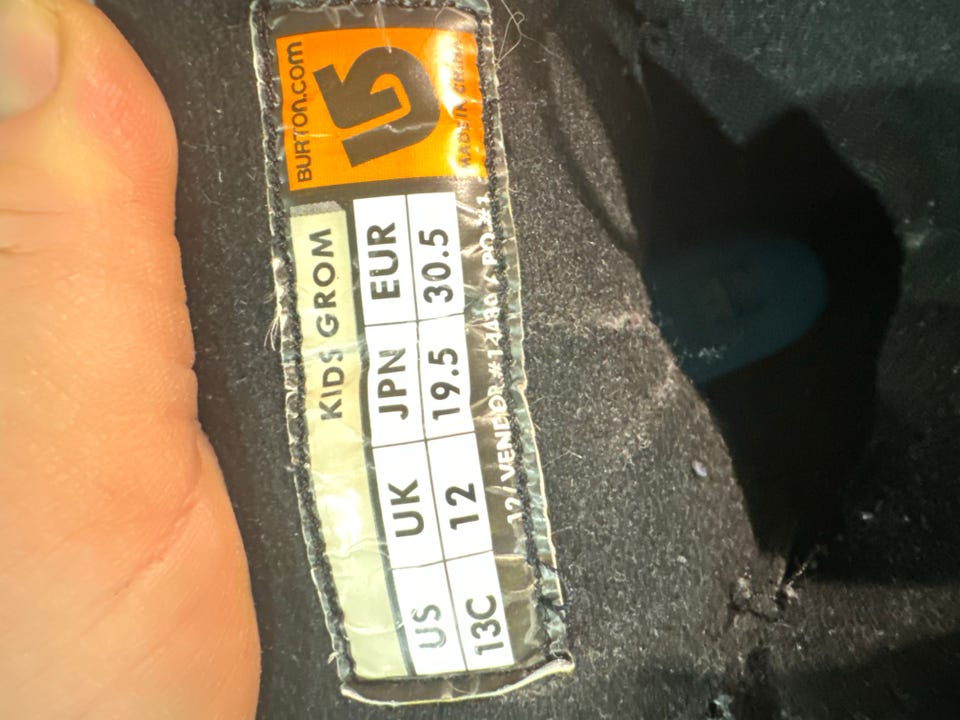 BURTON.com
MADE IN CHINA
KIDS GROM
US UK JPN EUR
13C 12 19.5 30.5